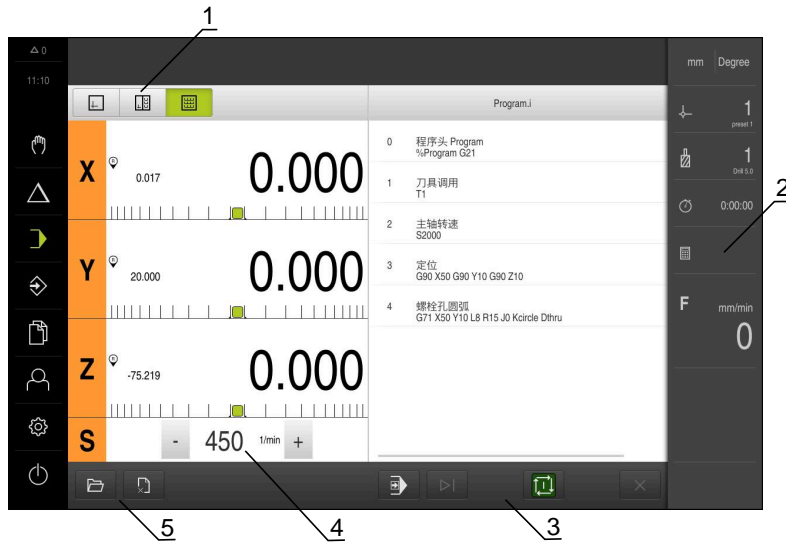 1
0
11:10
mm Degree
Program.i
1
preset 1
1
Drill 5.0
0:00:00
2
F mm/min
0
X R 0.017 0.000
Y R 20.000 0.000
Z R -75.219 0.000
S - 450 1/min +
0 程序头 Program
%Program G21
1 刀具调用
T1
2 主轴转速
S2000
3 定位
G90 X50 G90 Y10 G90 Z10
4 螺栓孔圆弧
G71 X50 Y10 L8 R15 J0 Kcircle Dthru
5
4
3